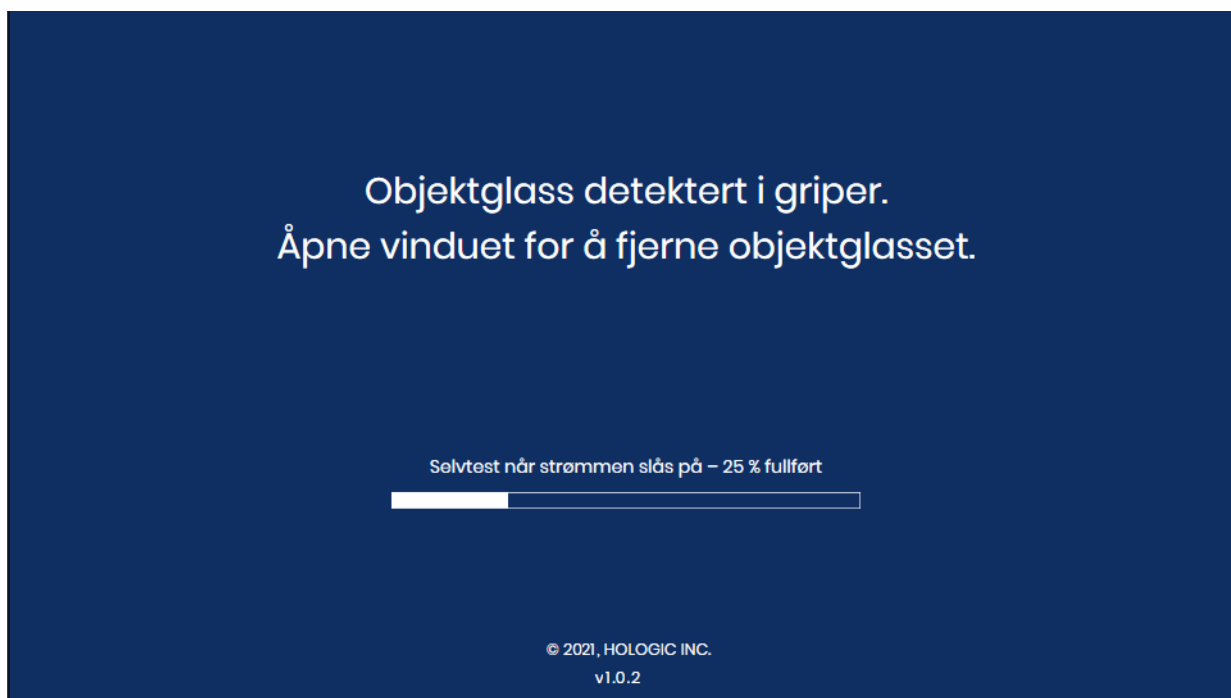 Objektglass detektert i griper.
Åpne vinduet for å fjerne objektglasset.
Selvtest når strømmen slås på – 25 % fullført
© 2021, HOLOGIC INC.
v1.0.2